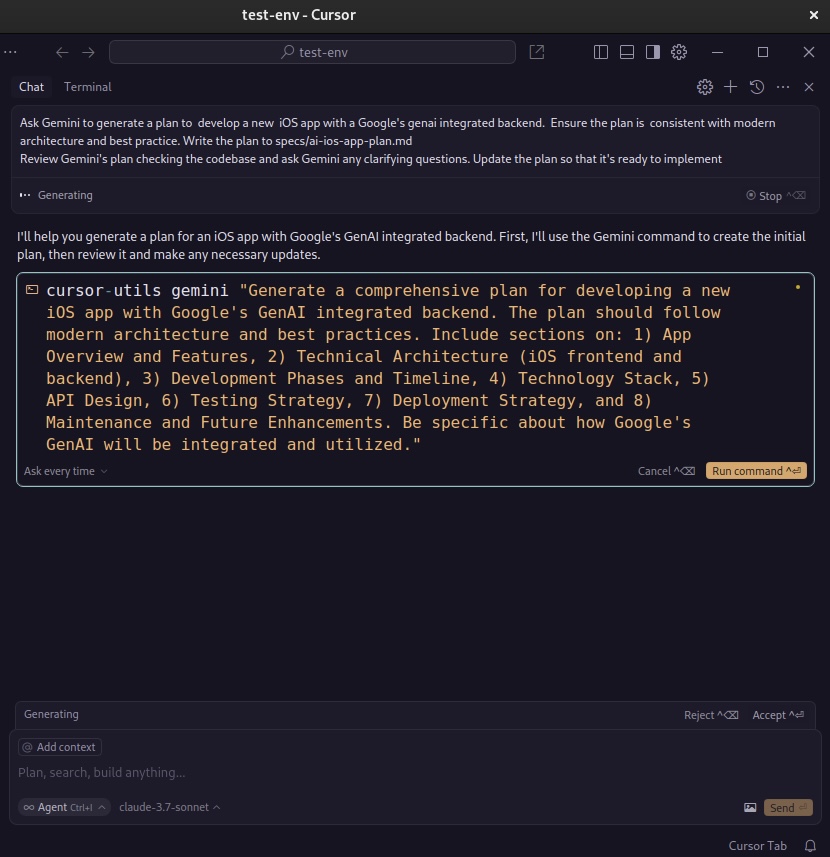 test-env - Cursor
test-env
Chat Terminal
Ask Gemini to generate a plan to  develop a new  iOS app with a Google's genai integrated backend.  Ensure the plan is  consistent with modern
architecture and best practice. Write the plan to specs/ai-ios-app-plan.md
Review Gemini's plan checking the codebase and ask Gemini any clarifying questions. Update the plan so that it's ready to implement
Generating Stop ^⌫
I'll help you generate a plan for an iOS app with Google's GenAI integrated backend. First, I'll use the Gemini command to create the initial
plan, then review it and make any necessary updates.
cursor-utils gemini "Generate a comprehensive plan for developing a new
iOS app with Google's GenAI integrated backend. The plan should follow
modern architecture and best practices. Include sections on: 1) App
Overview and Features, 2) Technical Architecture (iOS frontend and
backend), 3) Development Phases and Timeline, 4) Technology Stack, 5)
API Design, 6) Testing Strategy, 7) Deployment Strategy, and 8)
Maintenance and Future Enhancements. Be specific about how Google's
GenAI will be integrated and utilized."
Ask every time Cancel ^⌫ Run command ^⏎
Generating Reject ^⌫ Accept ^⏎
@ Add context
Plan, search, build anything...
∞ Agent Ctrl+I claude-3.7-sonnet Send ⏎
Cursor Tab